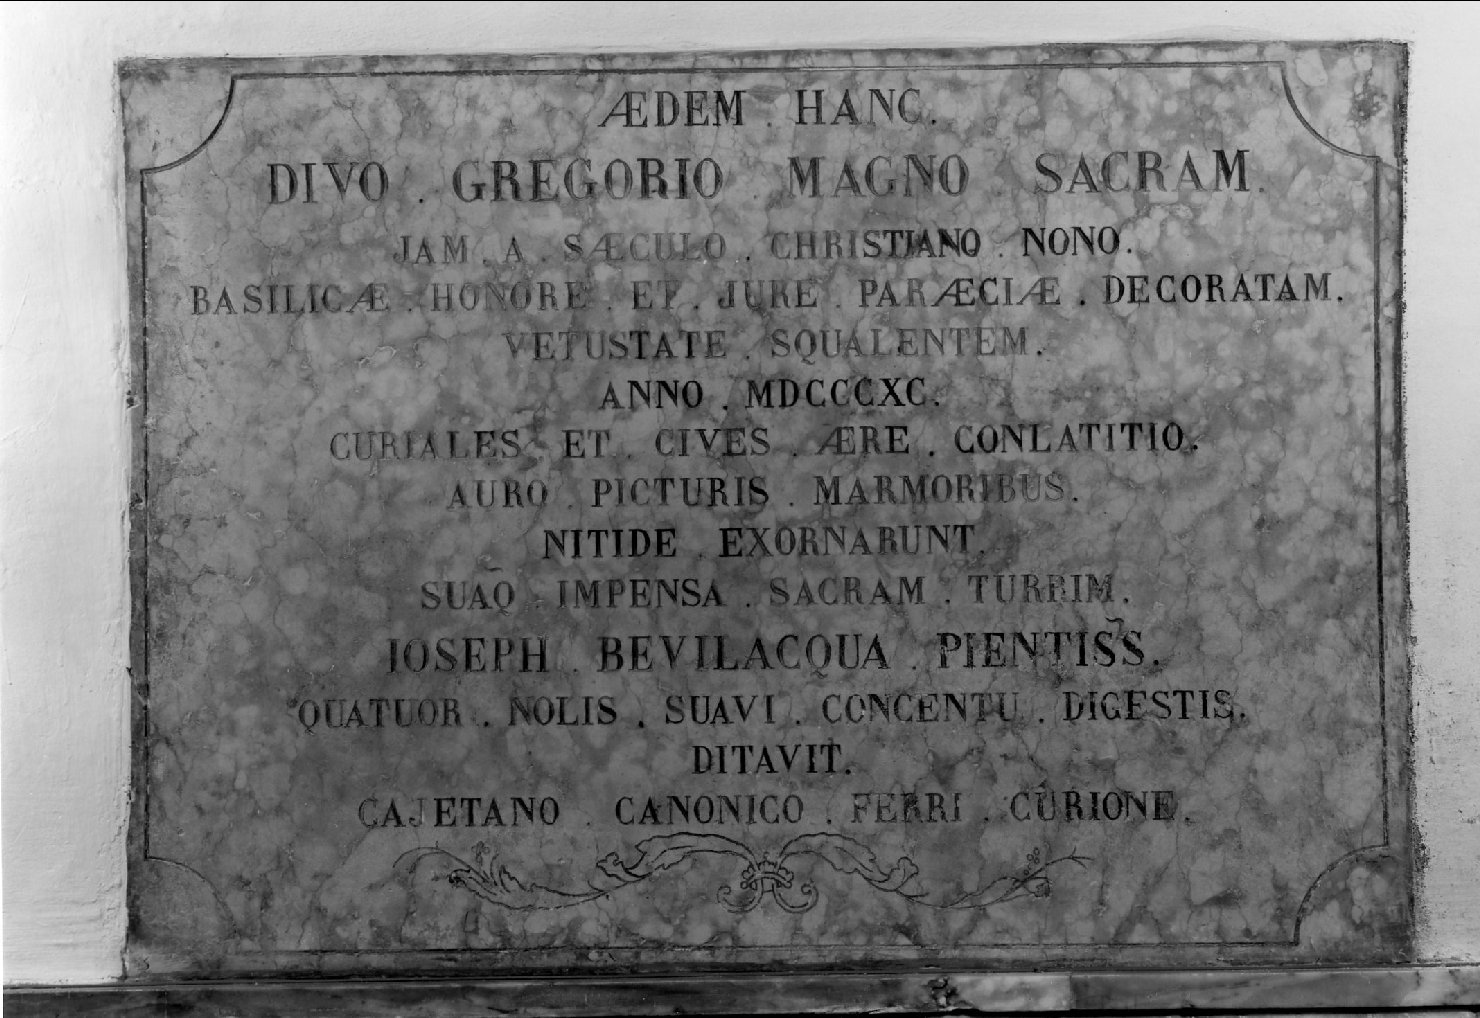 ÆDEM . HANC.
DIVO . GREGORIO . MAGNO . SACRAM.
JAM . A . SÆCULO . CHRISTIANO . NONO.
BASILICÆ . HONORE . ET . JURE . PARÆCIÆ . DECORATAM.
VETUSTATE . SQUALENTEM.
ANNO . MDCCCXC.
CURIALES . ET . CIVES . ÆRE . CONLATITIO.
AURO . PICTURIS . MARMORIBUS.
NITIDE . EXORNARUNT.
SUAQ̄ . IMPENSA . SACRAM . TURRIM.
JOSEPH . BEVILACQUA . PIENTISS.
QUATUOR . NOLIS . SUAVI . CONCENTU . DIGESTIS.
DITAVIT.
CAJETANO . CANONICO . FERRI . CURIONE.